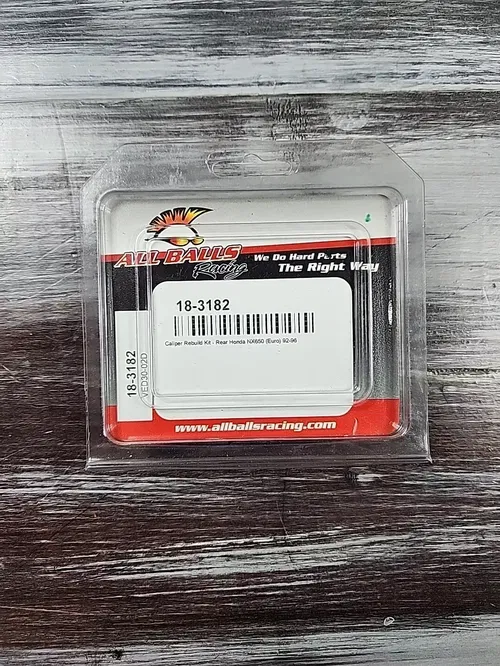 ALL BALLS
Racing
We Do Hard Parts
The Right Way
18-3182
Caliper Rebuild Kit - Rear Honda NX650 (Euro) 92-96
18-3182
VED30-02D
www.allballsracing.com